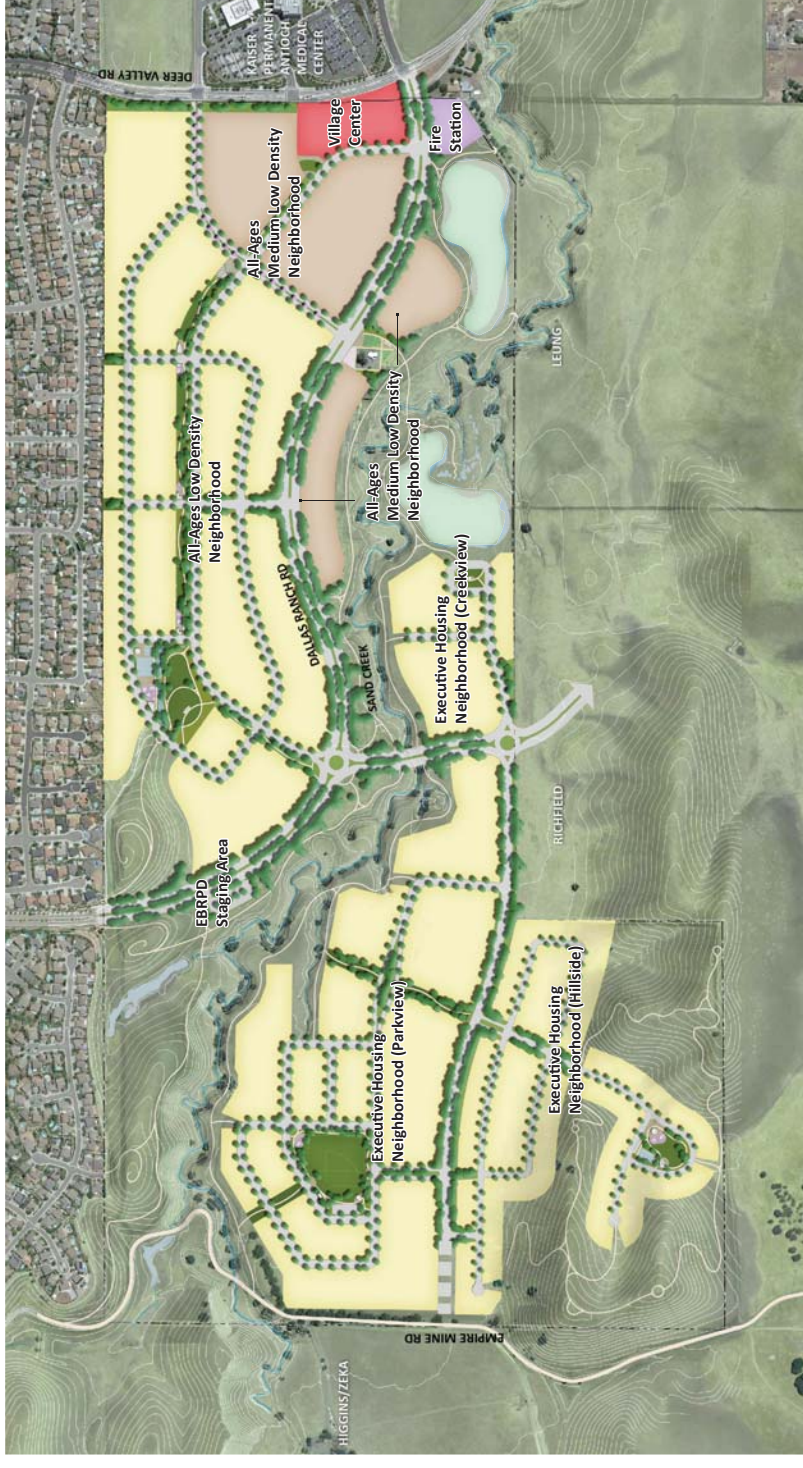 HIGGINS/ZEKA
EMPIRE MINE RD
Executive Housing
Neighborhood (Parkview)
Executive Housing
Neighborhood (Hillside)
EBRPD
Staging Area
RICHFIELD
SAND CREEK
DALLAS RANCH RD
Executive Housing
Neighborhood (Creekview)
All-Ages Low Density
Neighborhood
All-Ages
Medium Low Density
Neighborhood
LEUNG
All-Ages
Medium Low Density
Neighborhood
Village
Center
Fire
Station
DEER VALLEY RD
KAISER
PERMANENT
ANTIOCH
MEDICAL
CENTER